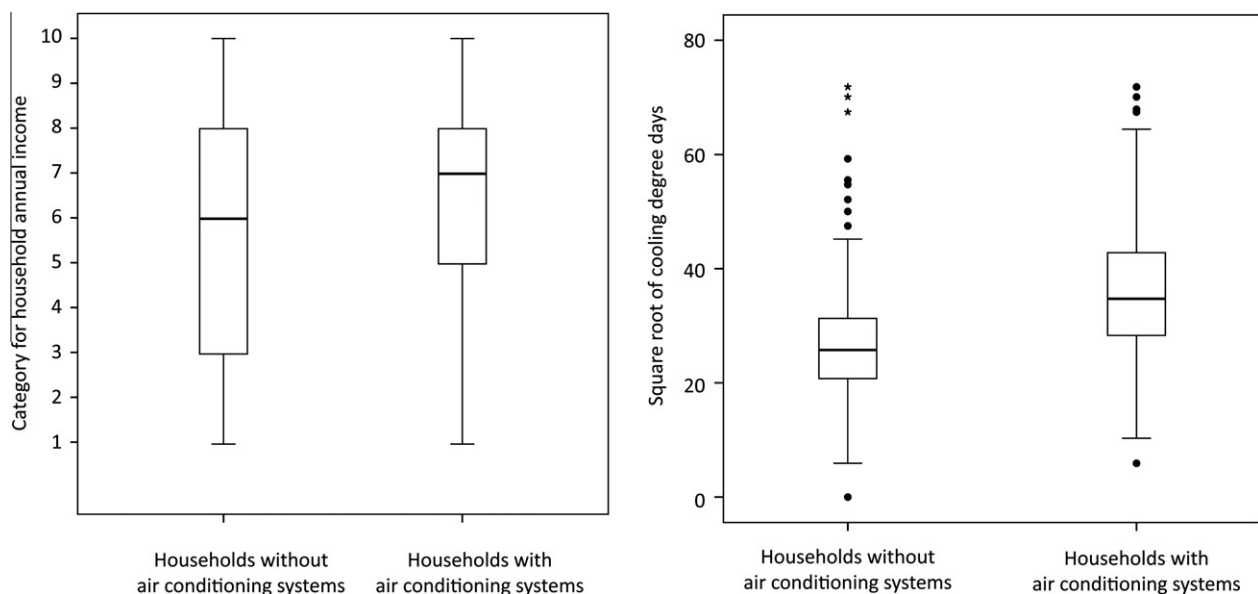 Category for household annual income
10
9
8
7
6
5
4
3
2
1
Households without
air conditioning systems
Households with
air conditioning systems
Square root of cooling degree days
80
60
40
20
0
Households without
air conditioning systems
Households with
air conditioning systems